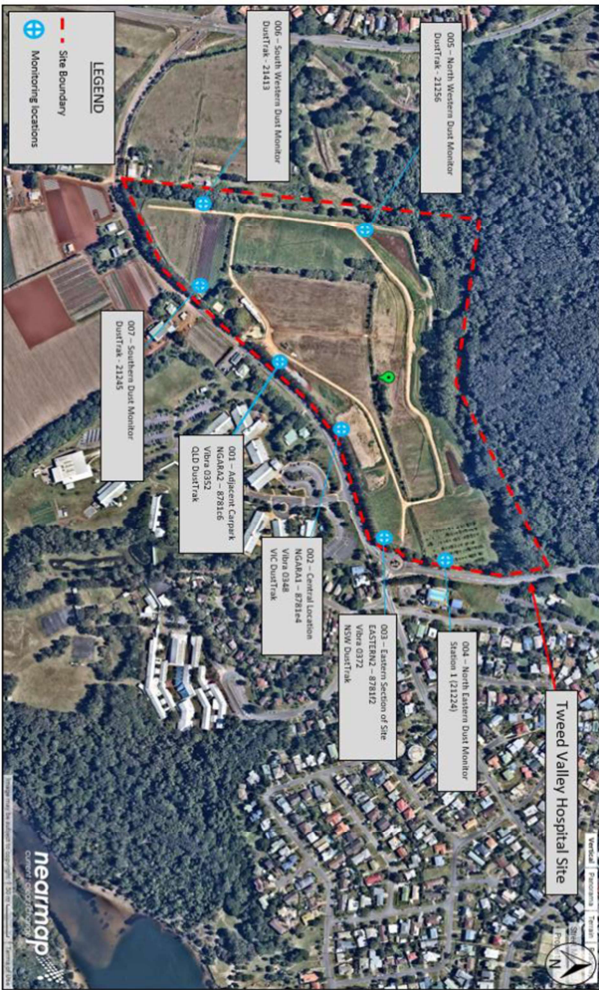 Tweed Valley Hospital Site
005 – North Western Dust Monitor
DustTrak - 21256
006 – South Western Dust Monitor
DustTrak - 21413
LEGEND
Site Boundary
Monitoring locations
004 – North Eastern Dust Monitor
Station 1 (21224)
003 – Eastern Section of Site
EASTERN2 – 8781f2
Vibra 0372
NSW DustTrak
002 – Central Location
NGARA1 – 8781e4
Vibra 0348
VIC DustTrak
001 – Adjacent Carpark
NGARA2 – 8781c6
Vibra 0352
QLD DustTrak
007 – Southern Dust Monitor
DustTrak - 21245
Vertical Panorama Terrain
N
nearmap